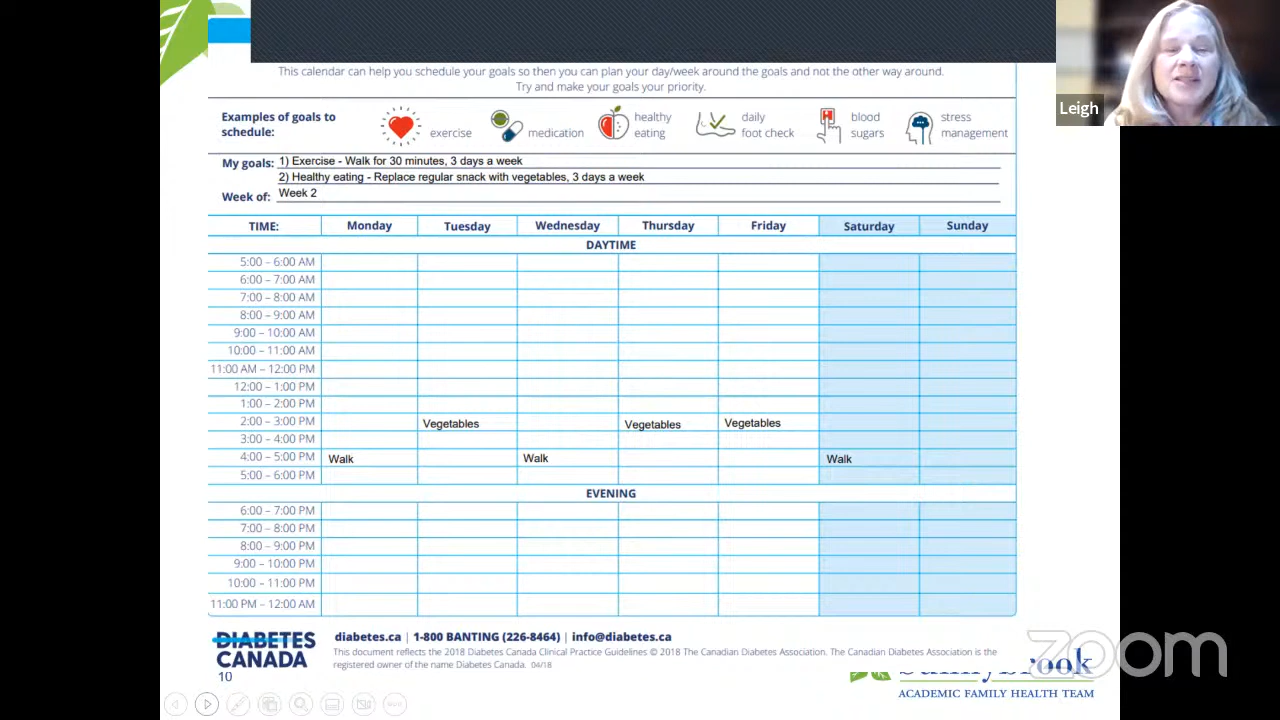 This calendar can help you schedule your goals so then you can plan your day/week around the goals and not the other way around.
Try and make your goals your priority.
Leigh
Examples of goals to schedule:
exercise
medication
healthy eating
daily foot check
blood sugars
stress management
My goals: 1) Exercise - Walk for 30 minutes, 3 days a week
2) Healthy eating - Replace regular snack with vegetables, 3 days a week
Week of: Week 2
TIME: Monday Tuesday Wednesday Thursday Friday Saturday Sunday
DAYTIME
5:00 – 6:00 AM
6:00 – 7:00 AM
7:00 – 8:00 AM
8:00 – 9:00 AM
9:00 – 10:00 AM
10:00 – 11:00 AM
11:00 AM – 12:00 PM
12:00 – 1:00 PM
1:00 – 2:00 PM
2:00 – 3:00 PM Vegetables Vegetables Vegetables
3:00 – 4:00 PM
4:00 – 5:00 PM Walk Walk Walk
5:00 – 6:00 PM
EVENING
6:00 – 7:00 PM
7:00 – 8:00 PM
8:00 – 9:00 PM
9:00 – 10:00 PM
10:00 – 11:00 PM
11:00 PM – 12:00 AM
DIABETES
CANADA
diabetes.ca | 1-800 BANTING (226-8464) | info@diabetes.ca
This document reflects the 2018 Diabetes Canada Clinical Practice Guidelines © 2018 The Canadian Diabetes Association. The Canadian Diabetes Association is the
registered owner of the name Diabetes Canada. 04/18
10
zoom
Sunnybrook
ACADEMIC FAMILY HEALTH TEAM